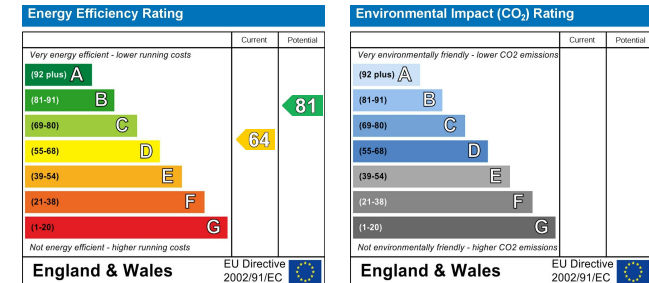 Energy Efficiency Rating
Current Potential
Very energy efficient - lower running costs
(92 plus) A
(81-91) B
(69-80) C
(55-68) D
(39-54) E
(21-38) F
(1-20) G
64
81
Not energy efficient - higher running costs
England & Wales
EU Directive
2002/91/EC
Environmental Impact (CO₂) Rating
Current Potential
Very environmentally friendly - lower CO2 emissions
(92 plus) A
(81-91) B
(69-80) C
(55-68) D
(39-54) E
(21-38) F
(1-20) G
Not environmentally friendly - higher CO2 emissions
England & Wales
EU Directive
2002/91/EC